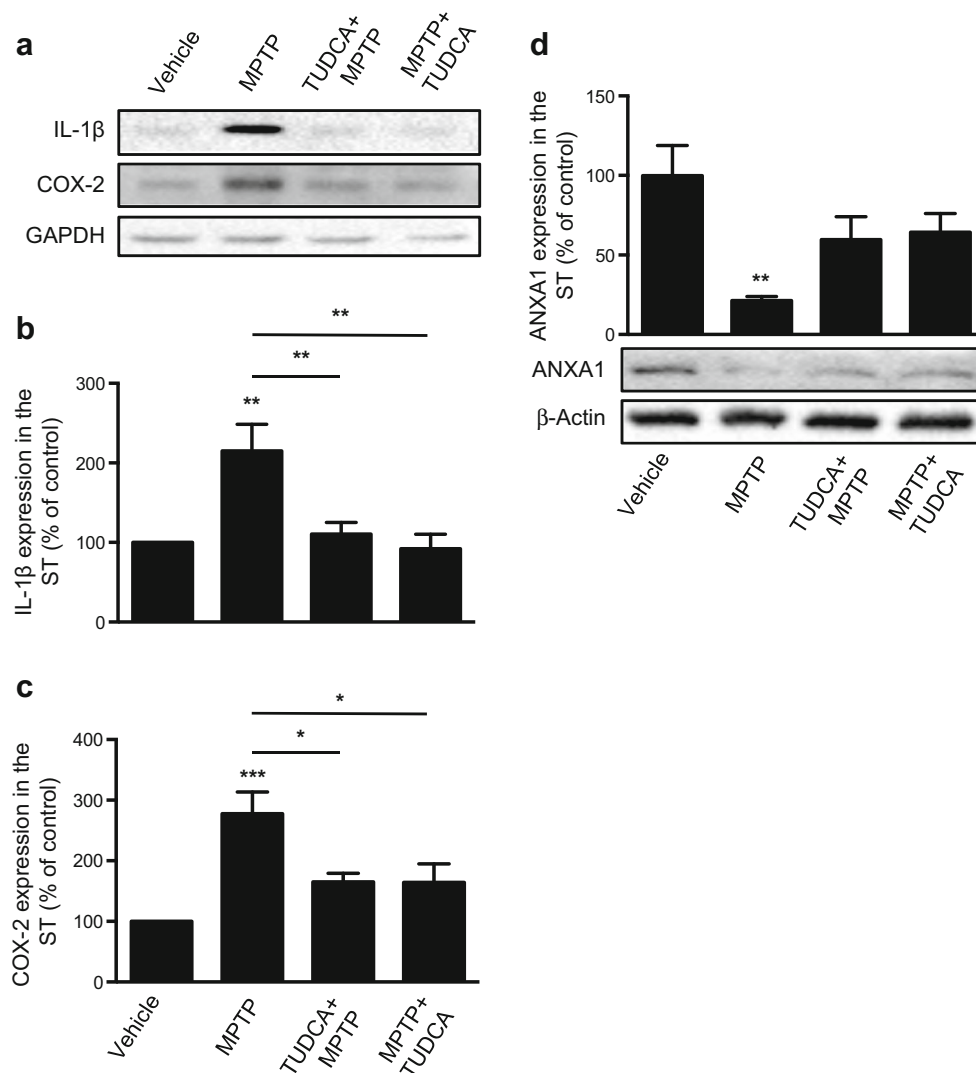 a
Vehicle
MPTP
TUDCA+
MPTP
MPTP+
TUDCA
IL-1β
COX-2
GAPDH
b
IL-1β expression in the
ST (% of control)
300
200
100
0
**
**
**
c
COX-2 expression in the
ST (% of control)
400
300
200
100
0
***
*
*
Vehicle
MPTP
TUDCA+
MPTP
MPTP+
TUDCA
d
ANXA1 expression in the
ST (% of control)
150
100
50
0
**
ANXA1
β-Actin
Vehicle
MPTP
TUDCA+
MPTP
MPTP+
TUDCA